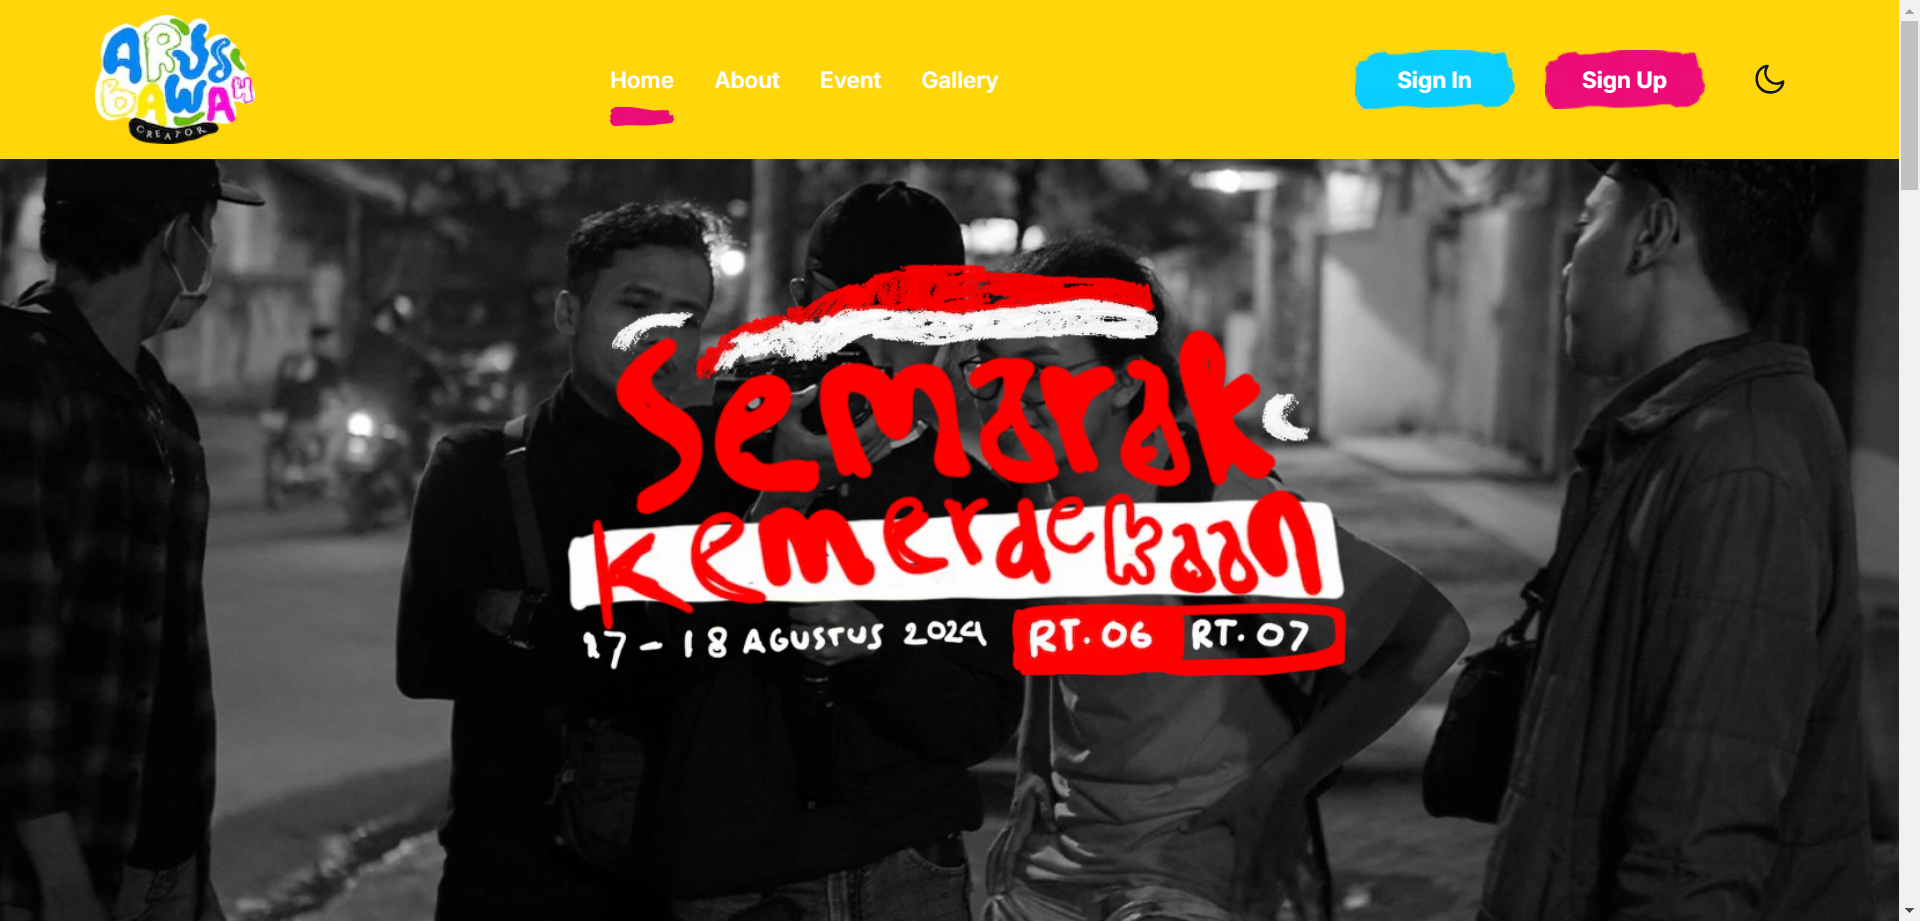 ARUS
BAWAH
CREATOR
Home
About
Event
Gallery
Sign In
Sign Up
Semarak
kemerdekaan
17 - 18 AGUSTUS 2024
RT. 06
RT. 07